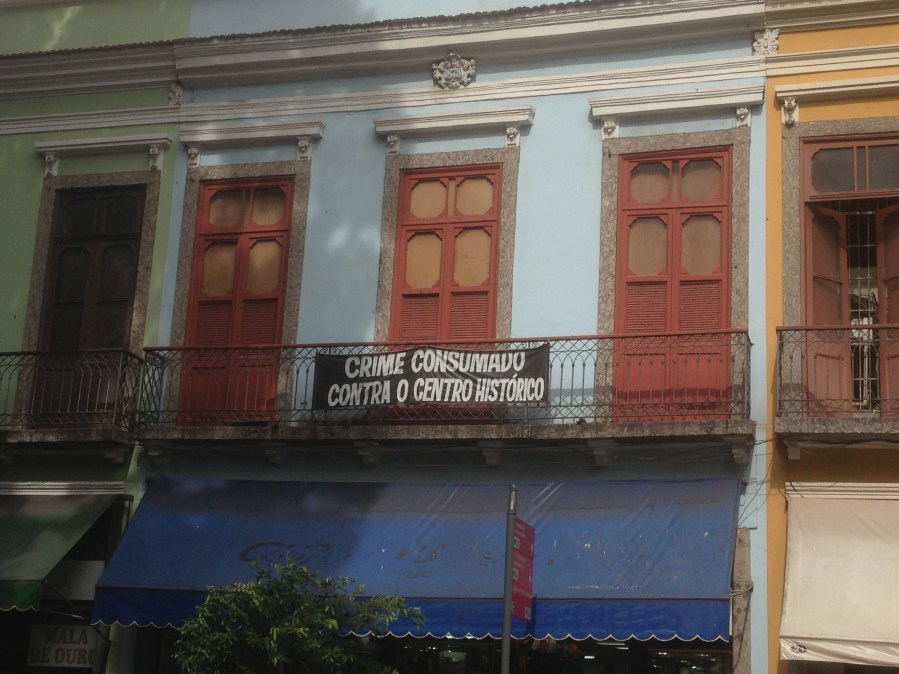 CRIME CONSUMADO
CONTRA O CENTRO HISTÓRICO
MALA
DE OURO